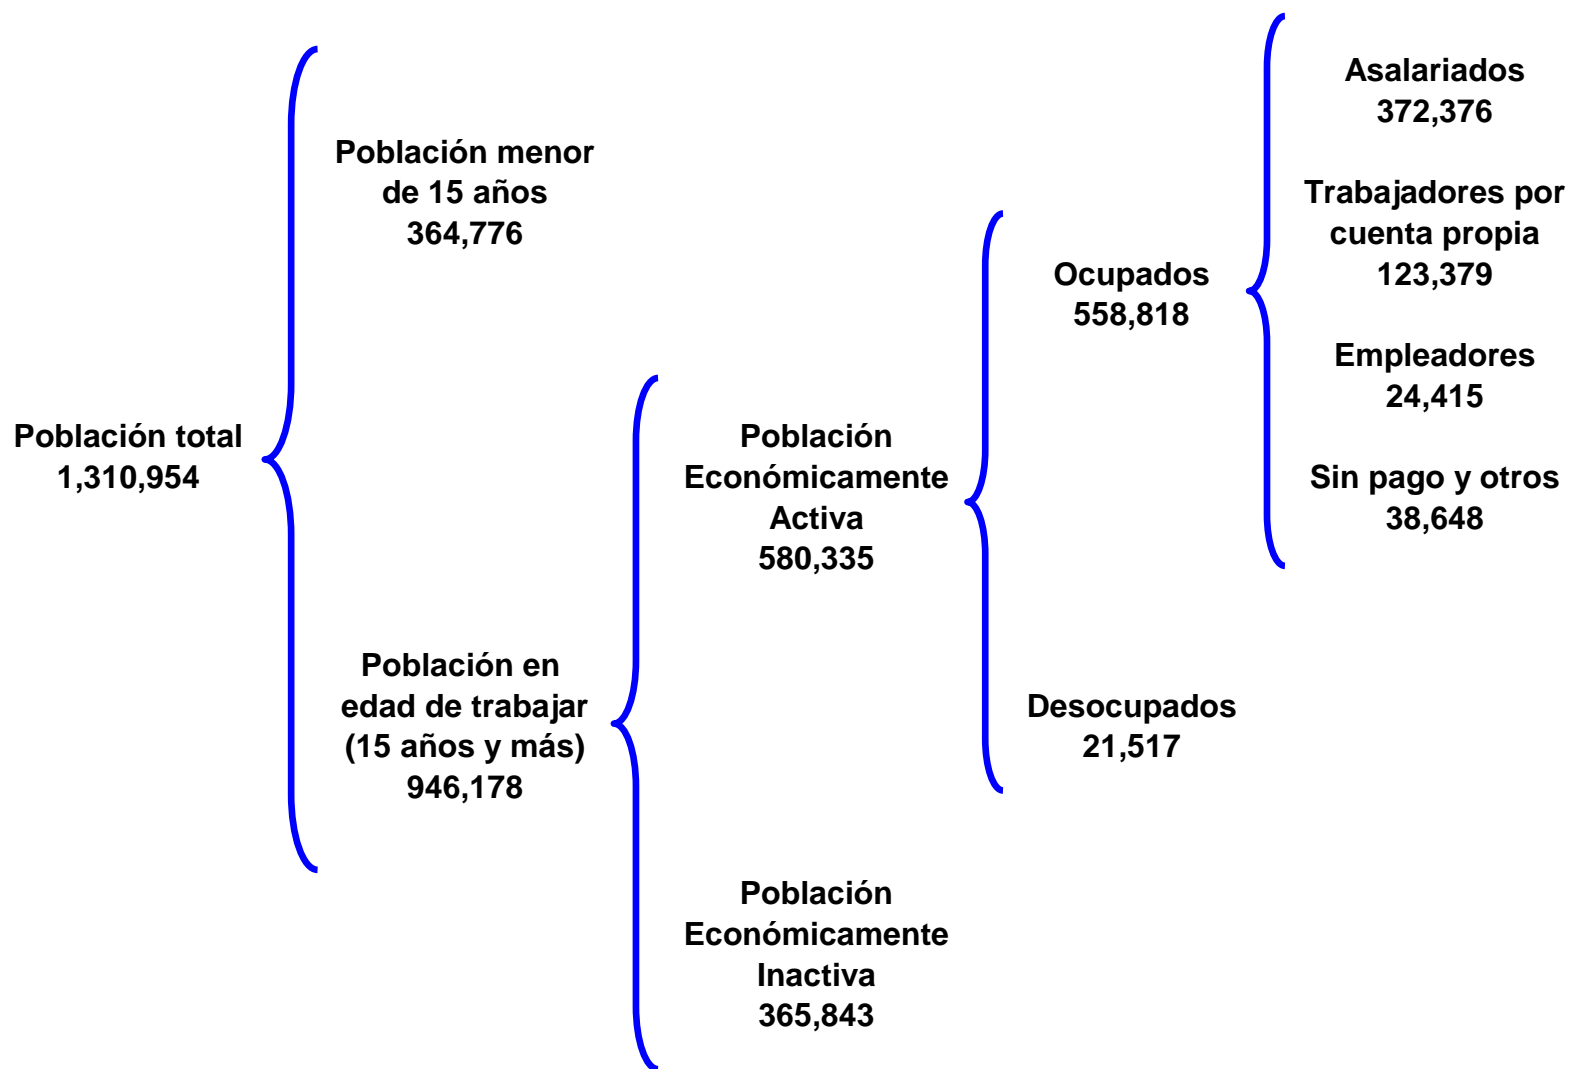 Población total
1,310,954
Población menor
de 15 años
364,776
Población en
edad de trabajar
(15 años y más)
946,178
Población
Económicamente
Activa
580,335
Población
Económicamente
Inactiva
365,843
Ocupados
558,818
Desocupados
21,517
Asalariados
372,376
Trabajadores por
cuenta propia
123,379
Empleadores
24,415
Sin pago y otros
38,648